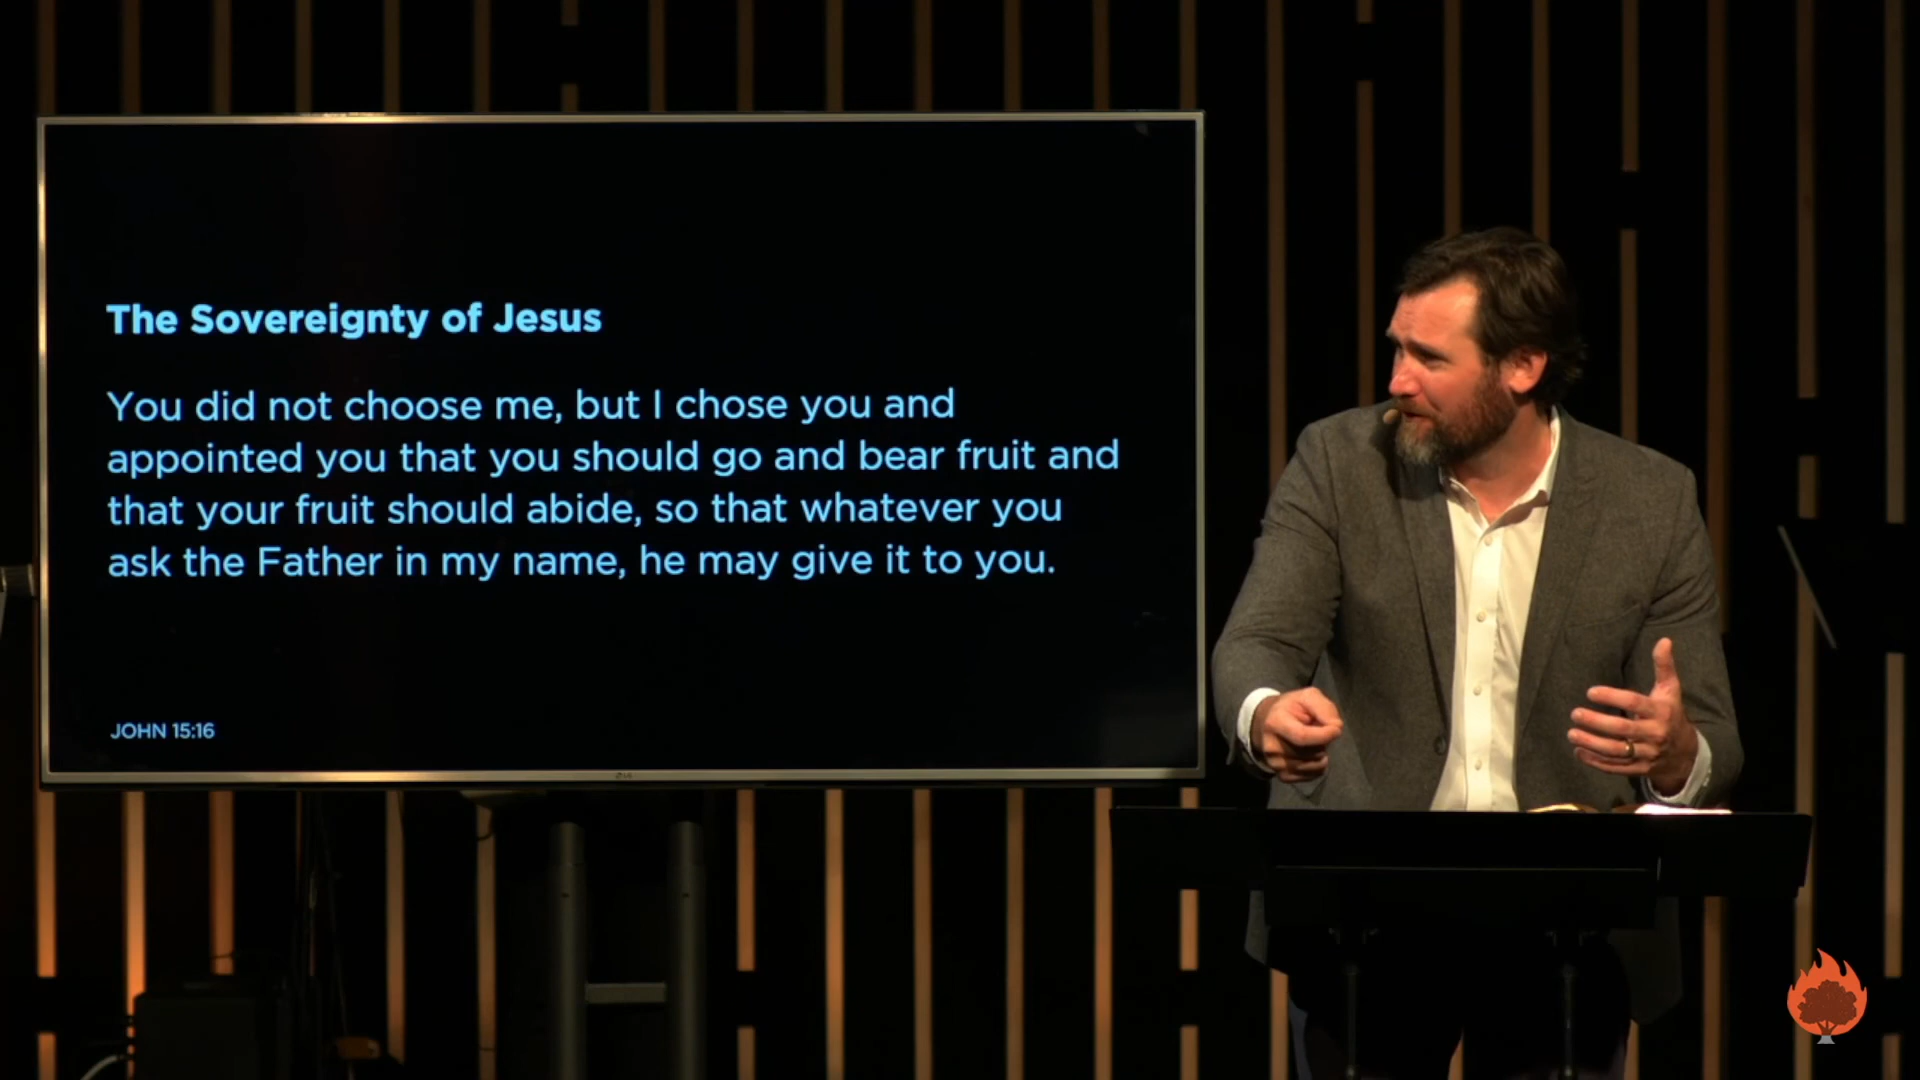 The Sovereignty of Jesus
You did not choose me, but I chose you and
appointed you that you should go and bear fruit and
that your fruit should abide, so that whatever you
ask the Father in my name, he may give it to you.
JOHN 15:16
LG